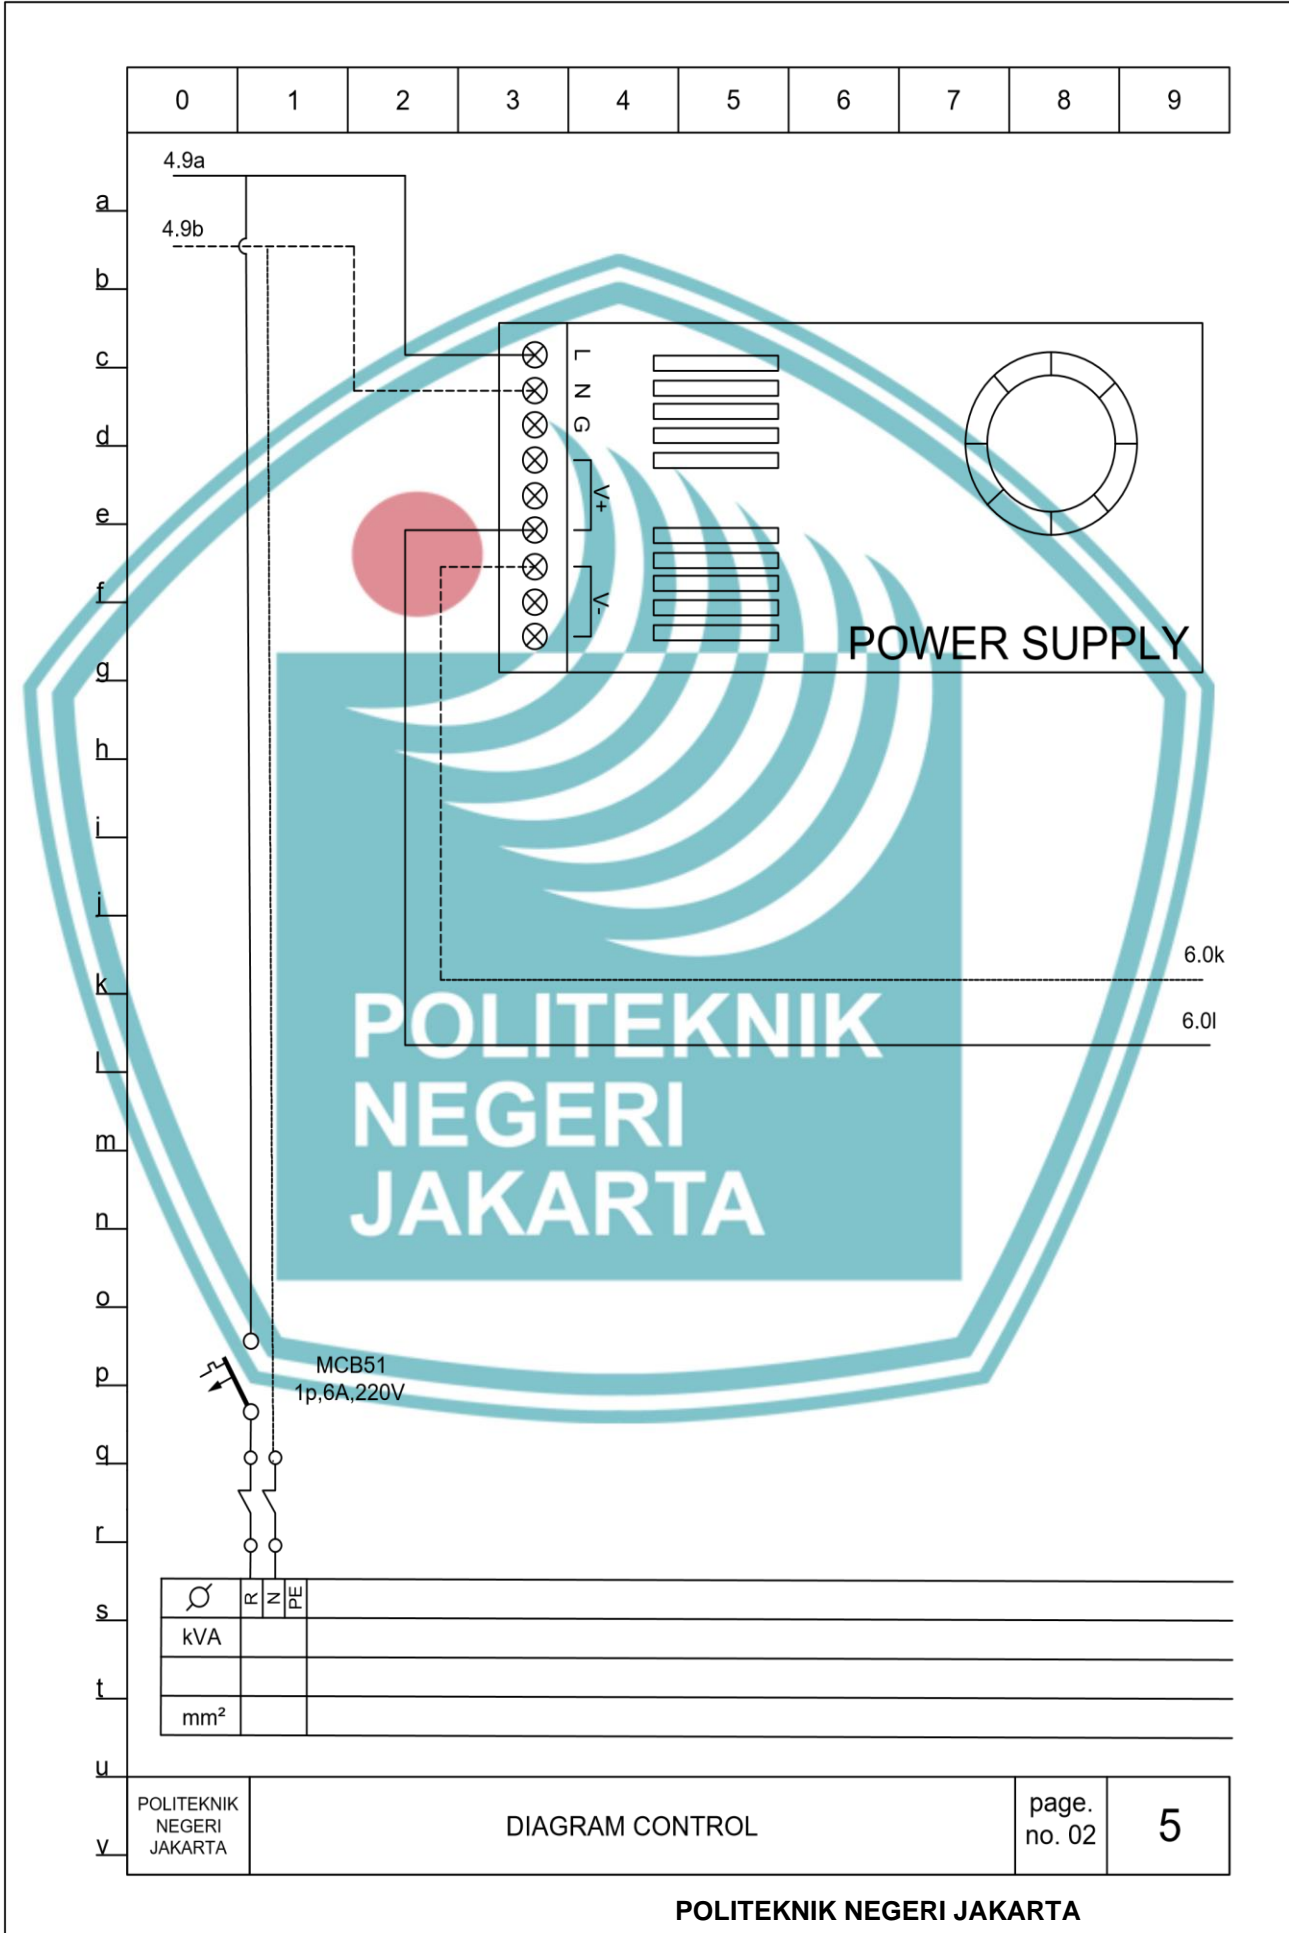 0 1 2 3 4 5 6 7 8 9
4.9a
a
4.9b
b
c
L
N
d
G
V+
e
f
V-
POWER SUPPLY
g
h
i
j
6.0k
k
6.0l
POLITEKNIK
l
NEGERI
m
JAKARTA
n
o
MCB51
p
1p,6A,220V
q
r
R N PE
s
kVA
t
mm²
u
POLITEKNIK
NEGERI
JAKARTA
DIAGRAM CONTROL
page.
no. 02
5
v
POLITEKNIK NEGERI JAKARTA